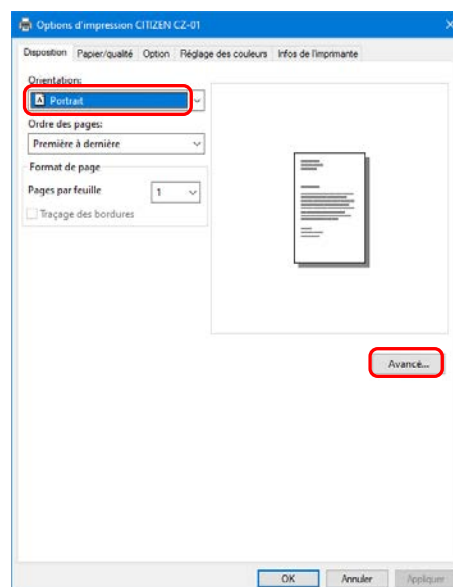 Options d'impression CITIZEN CZ-01
Disposition Papier/qualité Option Réglage des couleurs Infos de l'imprimante
Orientation:
Portrait
Ordre des pages:
Première à dernière
Format de page
Pages par feuille 1
Traçage des bordures
Avancé...
OK Annuler Appliquer